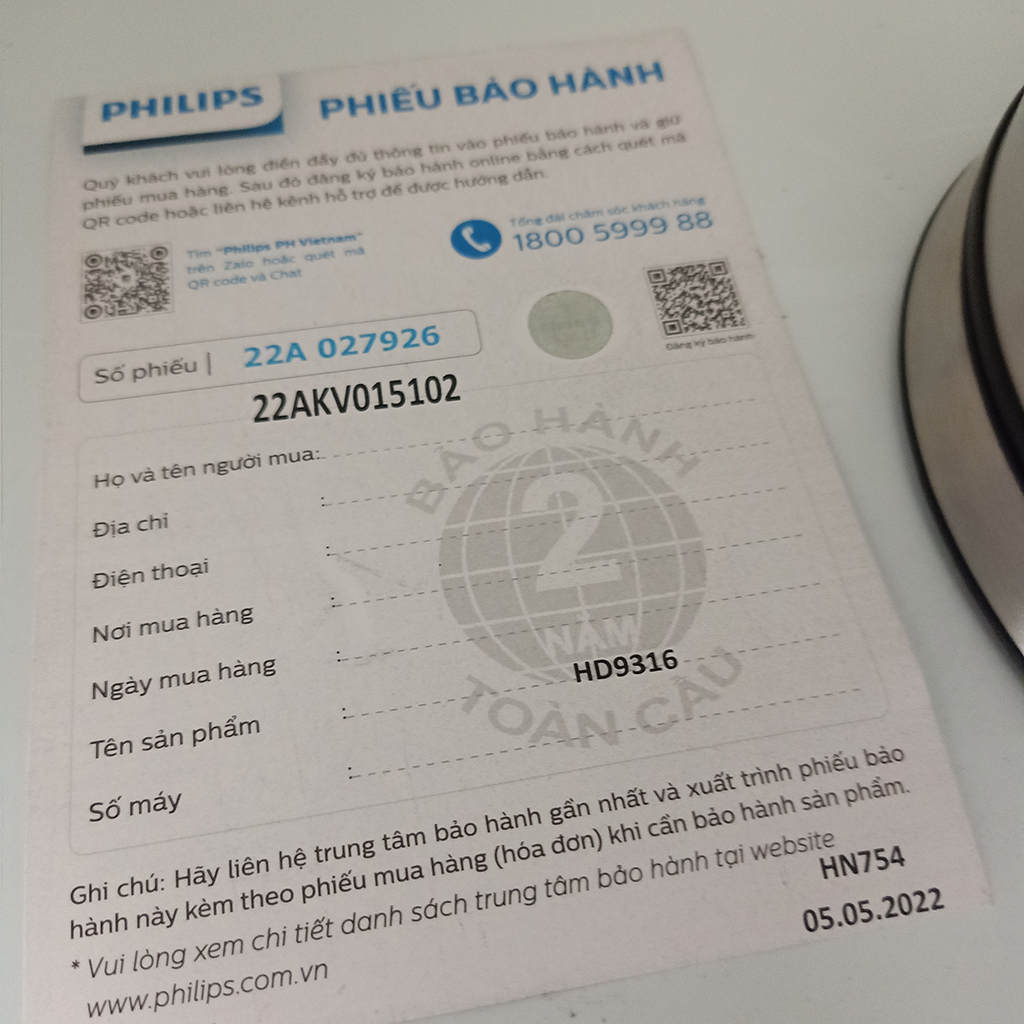 PHILIPS
PHIẾU BẢO HÀNH
Quý khách vui lòng điền đầy đủ thông tin vào phiếu bảo hành và giữ
phiếu mua hàng. Sau đó đăng ký bảo hành online bằng cách quét mã
QR code hoặc liên hệ kênh hỗ trợ để được hướng dẫn.
Tìm "Philips PH Vietnam"
trên Zalo hoặc quét mã
QR code và Chat
Tổng đài chăm sóc khách hàng
1800 5999 88
Đăng ký bảo hành
Số phiếu | 22A 027926
22AKV015102
Họ và tên người mua:
Địa chỉ :
Điện thoại :
Nơi mua hàng :
Ngày mua hàng :
Tên sản phẩm : HD9316
Số máy :
BẢO HÀNH
2
NĂM
TOÀN CẦU
Ghi chú: Hãy liên hệ trung tâm bảo hành gần nhất và xuất trình phiếu bảo
hành này kèm theo phiếu mua hàng (hóa đơn) khi cần bảo hành sản phẩm.
* Vui lòng xem chi tiết danh sách trung tâm bảo hành tại website
www.philips.com.vn
HN754
05.05.2022